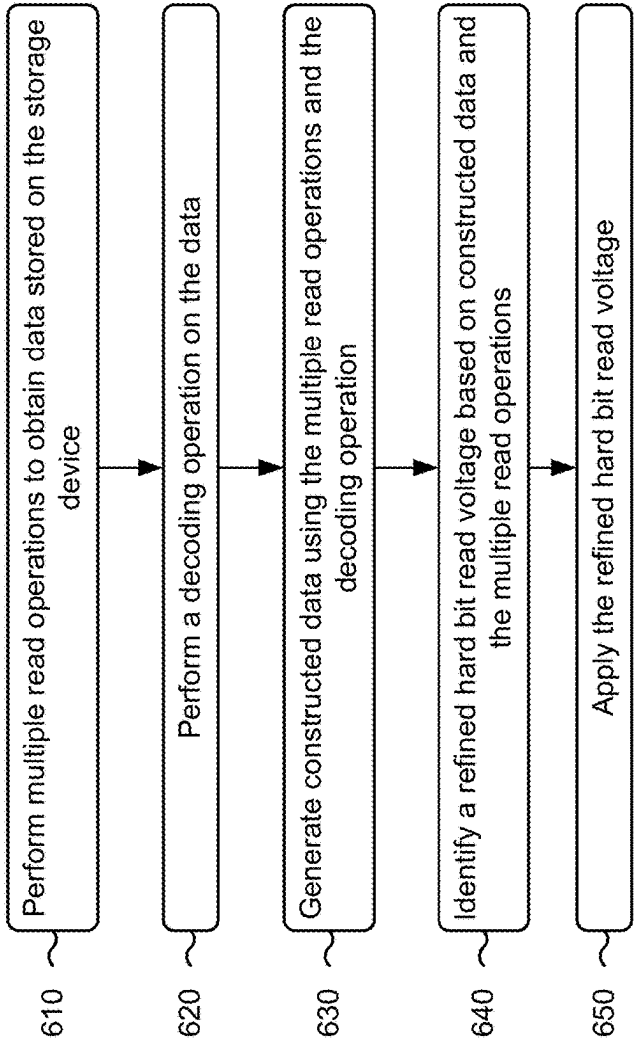 610
Perform multiple read operations to obtain data stored on the storage
device
620
Perform a decoding operation on the data
630
Generate constructed data using the multiple read operations and the
decoding operation
640
Identify a refined hard bit read voltage based on constructed data and
the multiple read operations
650
Apply the refined hard bit read voltage